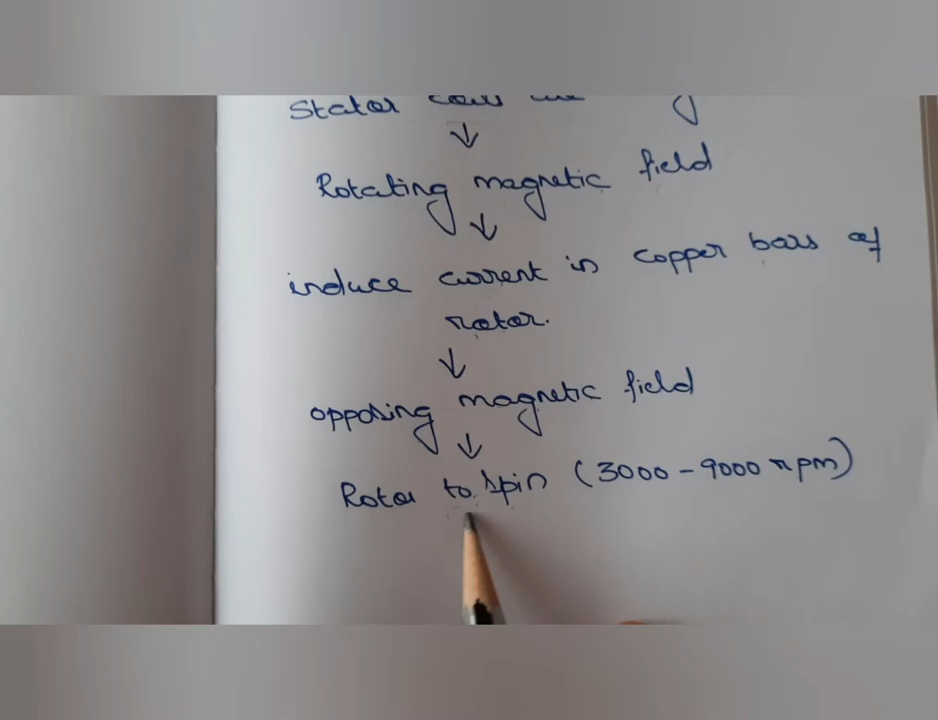 Stator
↓
Rotating magnetic field
↓
induce current in copper bars of
rotor.
↓
opposing magnetic field
↓
Rotor to spin (3000 - 9000 rpm)